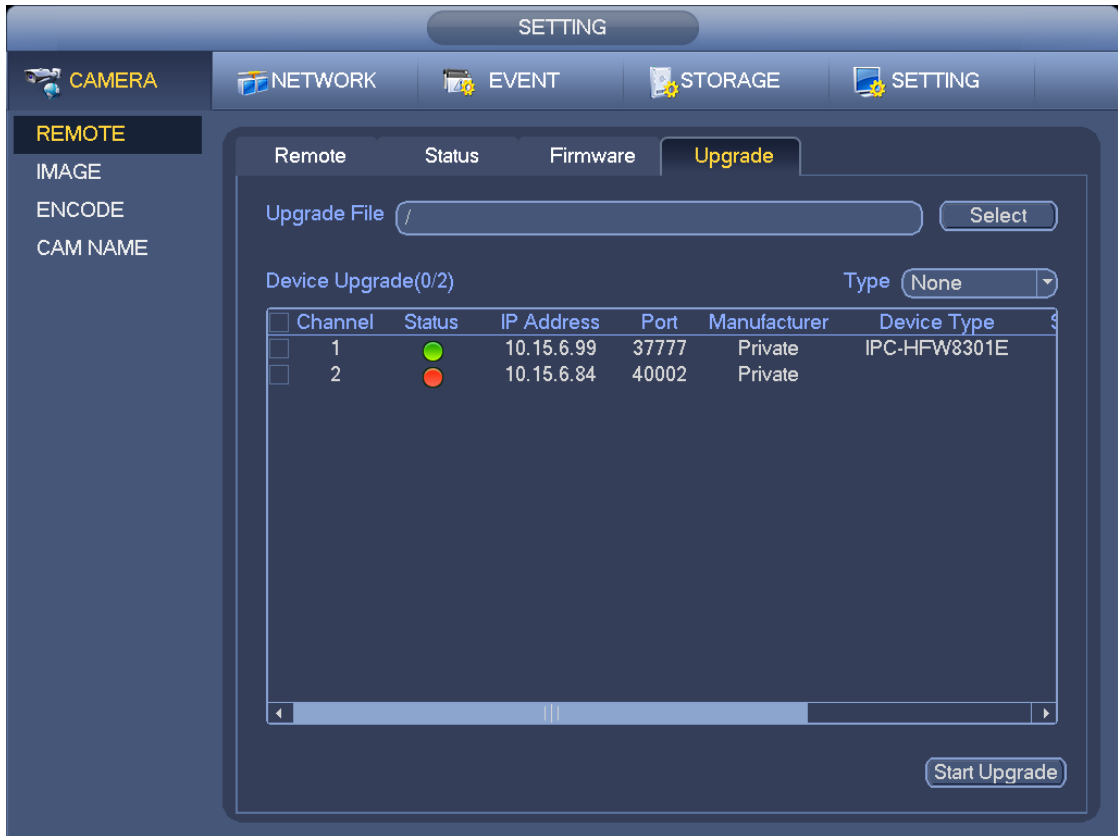 SETTING
CAMERA NETWORK EVENT STORAGE SETTING
REMOTE
IMAGE
ENCODE
CAM NAME
Remote Status Firmware Upgrade
Upgrade File / Select
Device Upgrade(0/2) Type None
Channel Status IP Address Port Manufacturer Device Type
1 10.15.6.99 37777 Private IPC-HFW8301E
2 10.15.6.84 40002 Private
Start Upgrade